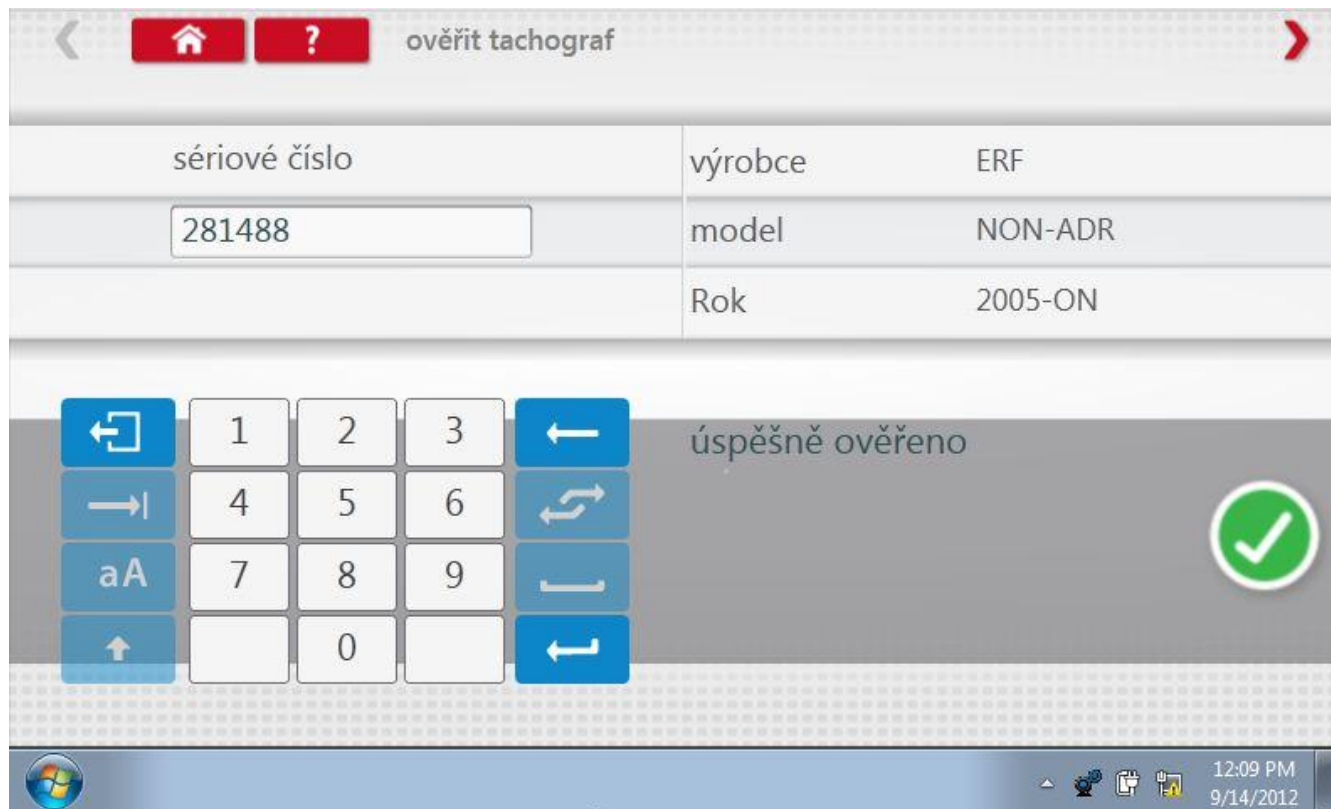 ? ověřit tachograf
sériové číslo
výrobce ERF
281488
model NON-ADR
Rok 2005-ON
1 2 3
úspěšně ověřeno
4 5 6
aA 7 8 9
0
12:09 PM
9/14/2012